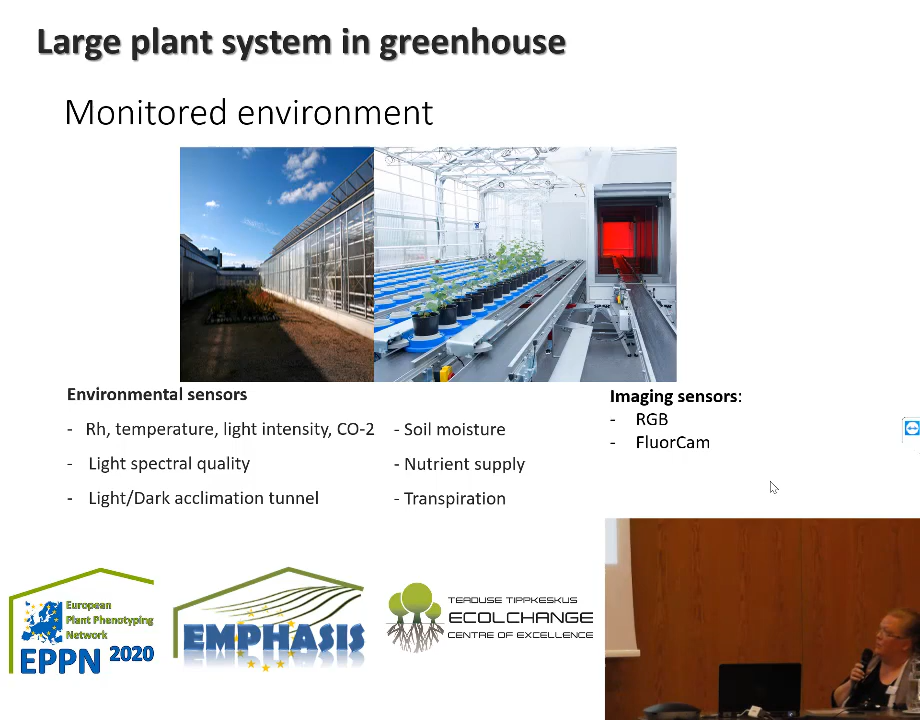 Large plant system in greenhouse
Monitored environment
Environmental sensors
- Rh, temperature, light intensity, CO-2
- Light spectral quality
- Light/Dark acclimation tunnel
- Soil moisture
- Nutrient supply
- Transpiration
Imaging sensors:
- RGB
- FluorCam
European
Plant Phenotyping
Network
EPPN 2020
EMPHASIS
TEADUSE TIPPKESKUS
ECOLCHANGE
CENTRE OF EXCELLENCE